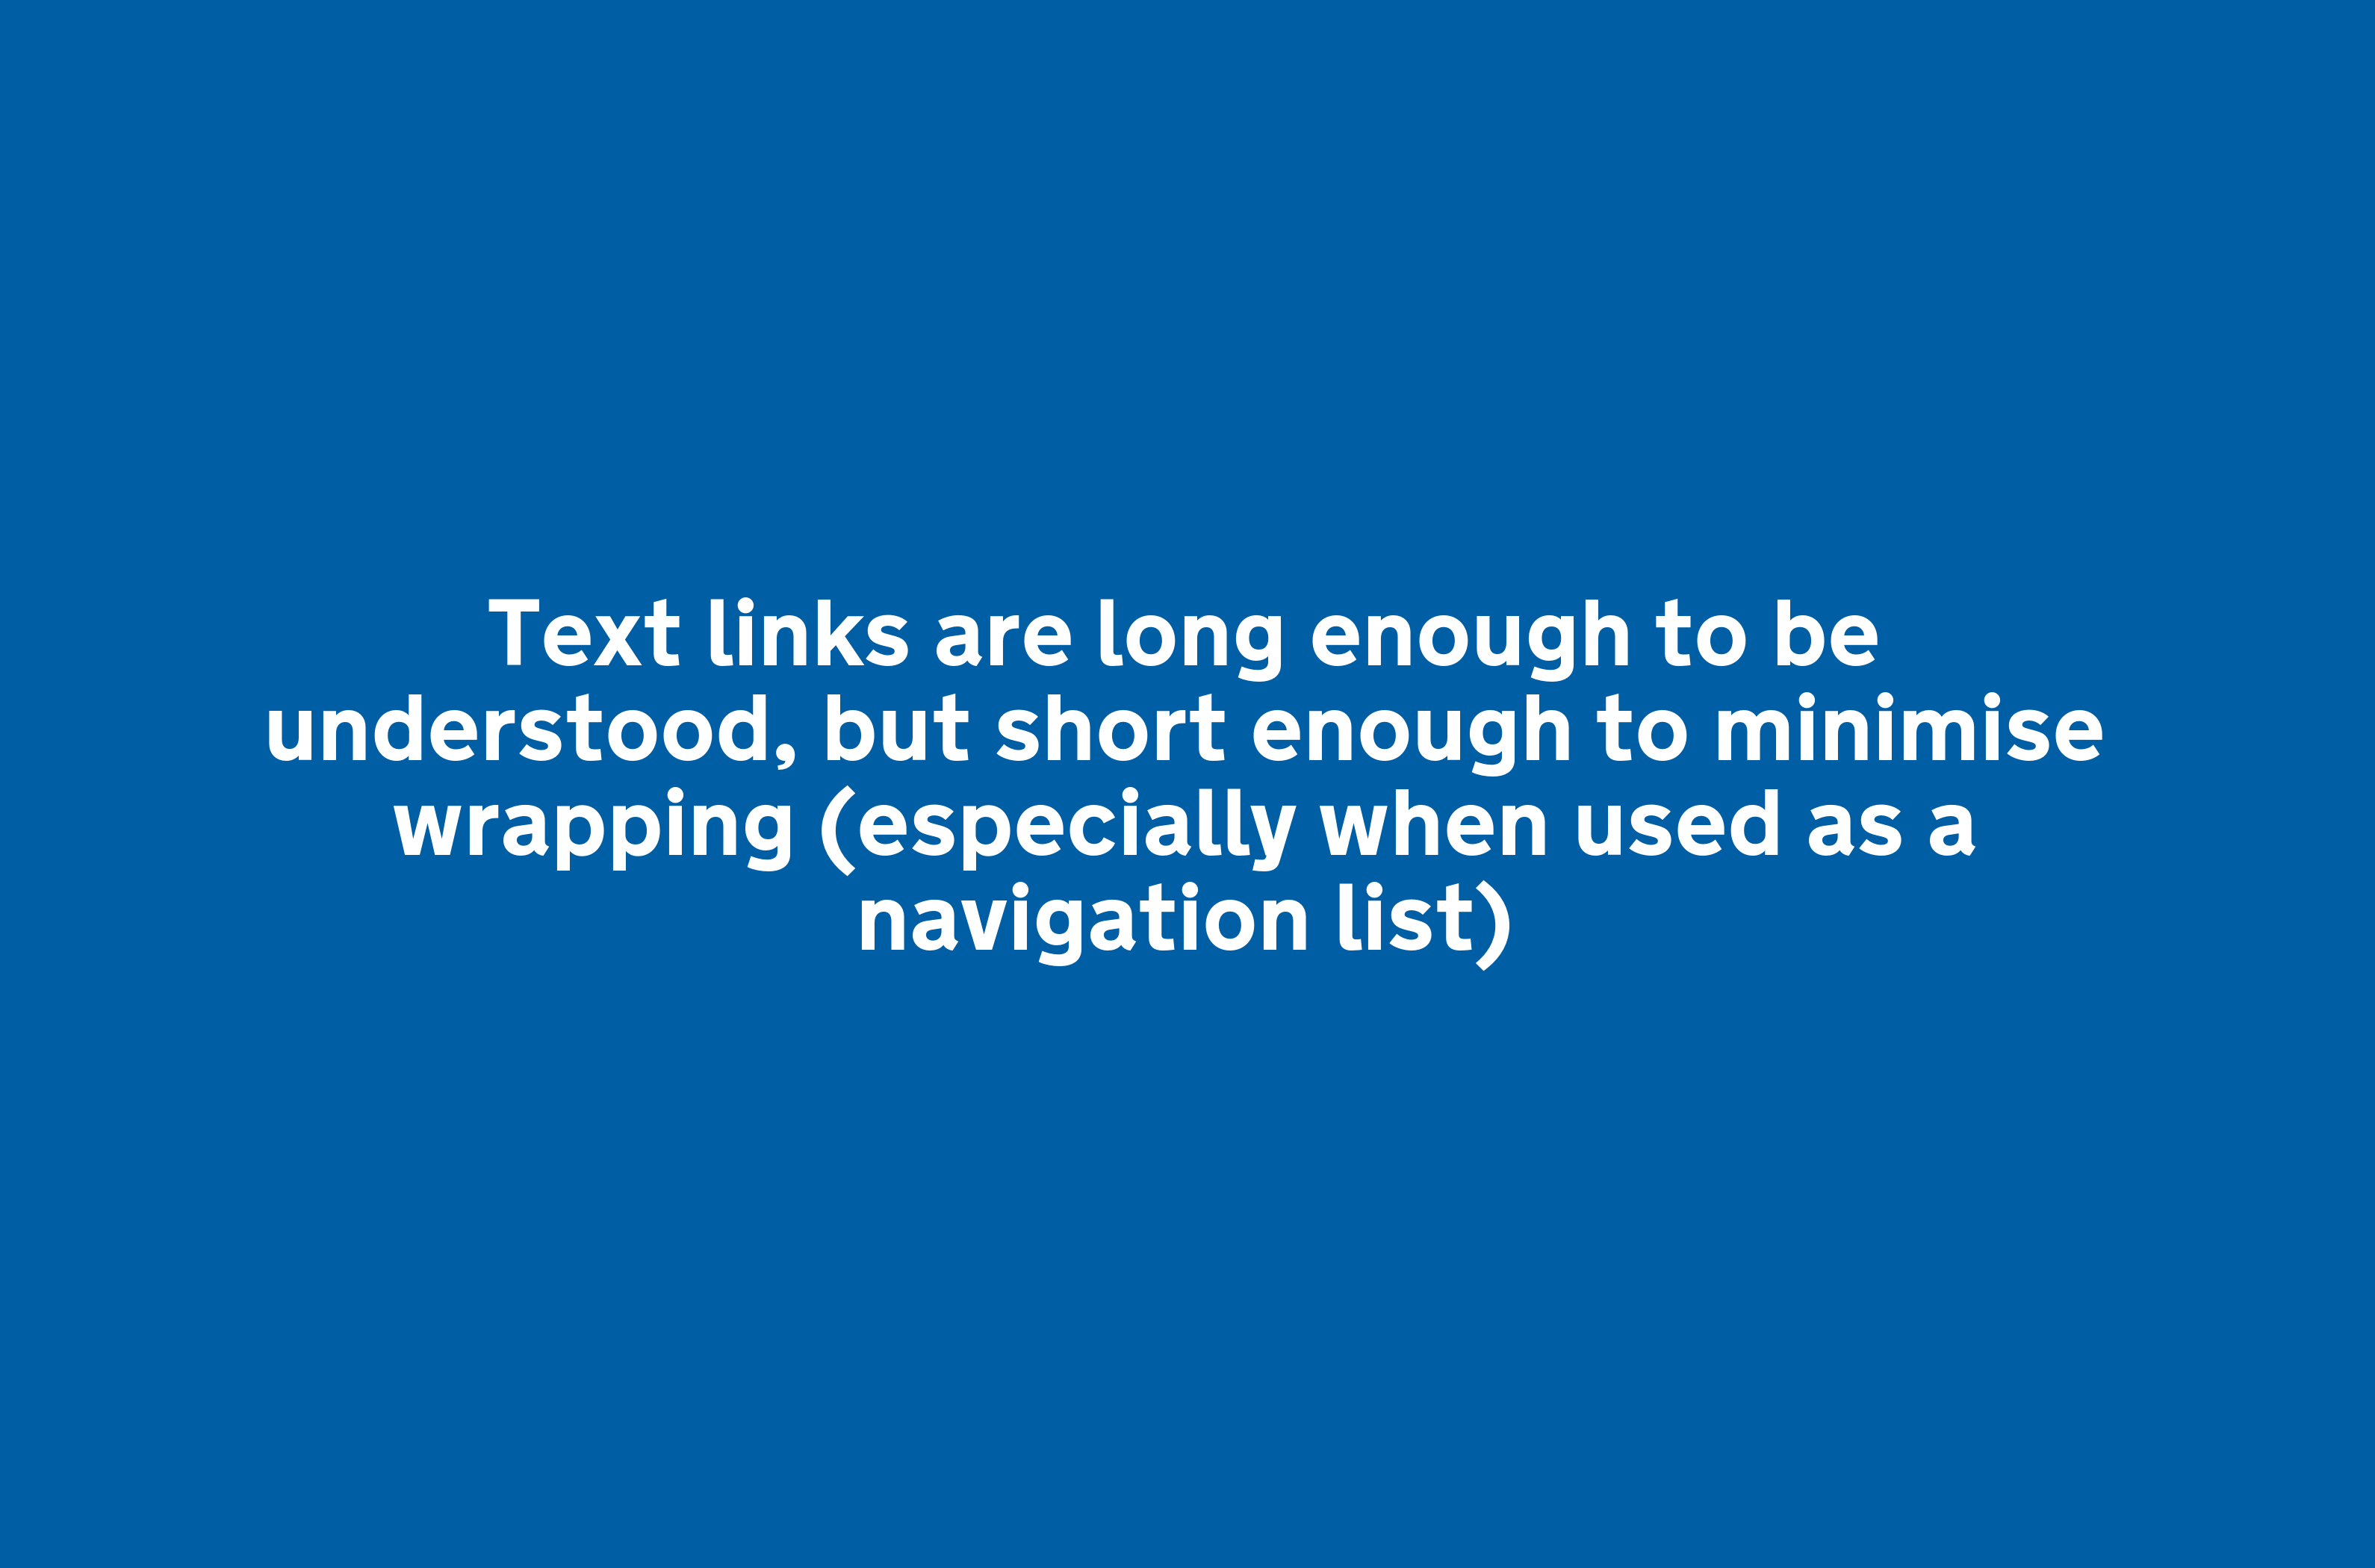 Text links are long enough to be
understood, but short enough to minimise
wrapping (especially when used as a
navigation list)